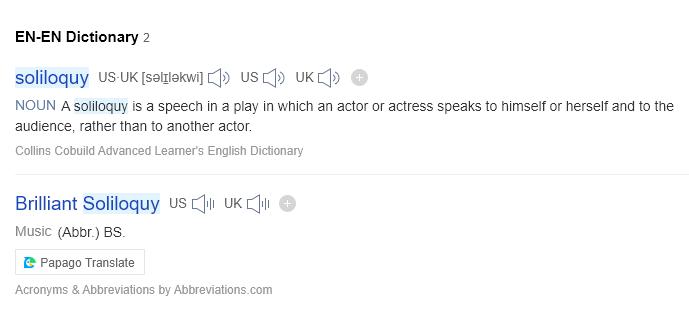 EN-EN Dictionary 2
soliloquy US·UK [səlɪləkwi] US UK
NOUN A soliloquy is a speech in a play in which an actor or actress speaks to himself or herself and to the
audience, rather than to another actor.
Collins Cobuild Advanced Learner's English Dictionary
Brilliant Soliloquy US UK
Music (Abbr.) BS.
Papago Translate
Acronyms & Abbreviations by Abbreviations.com